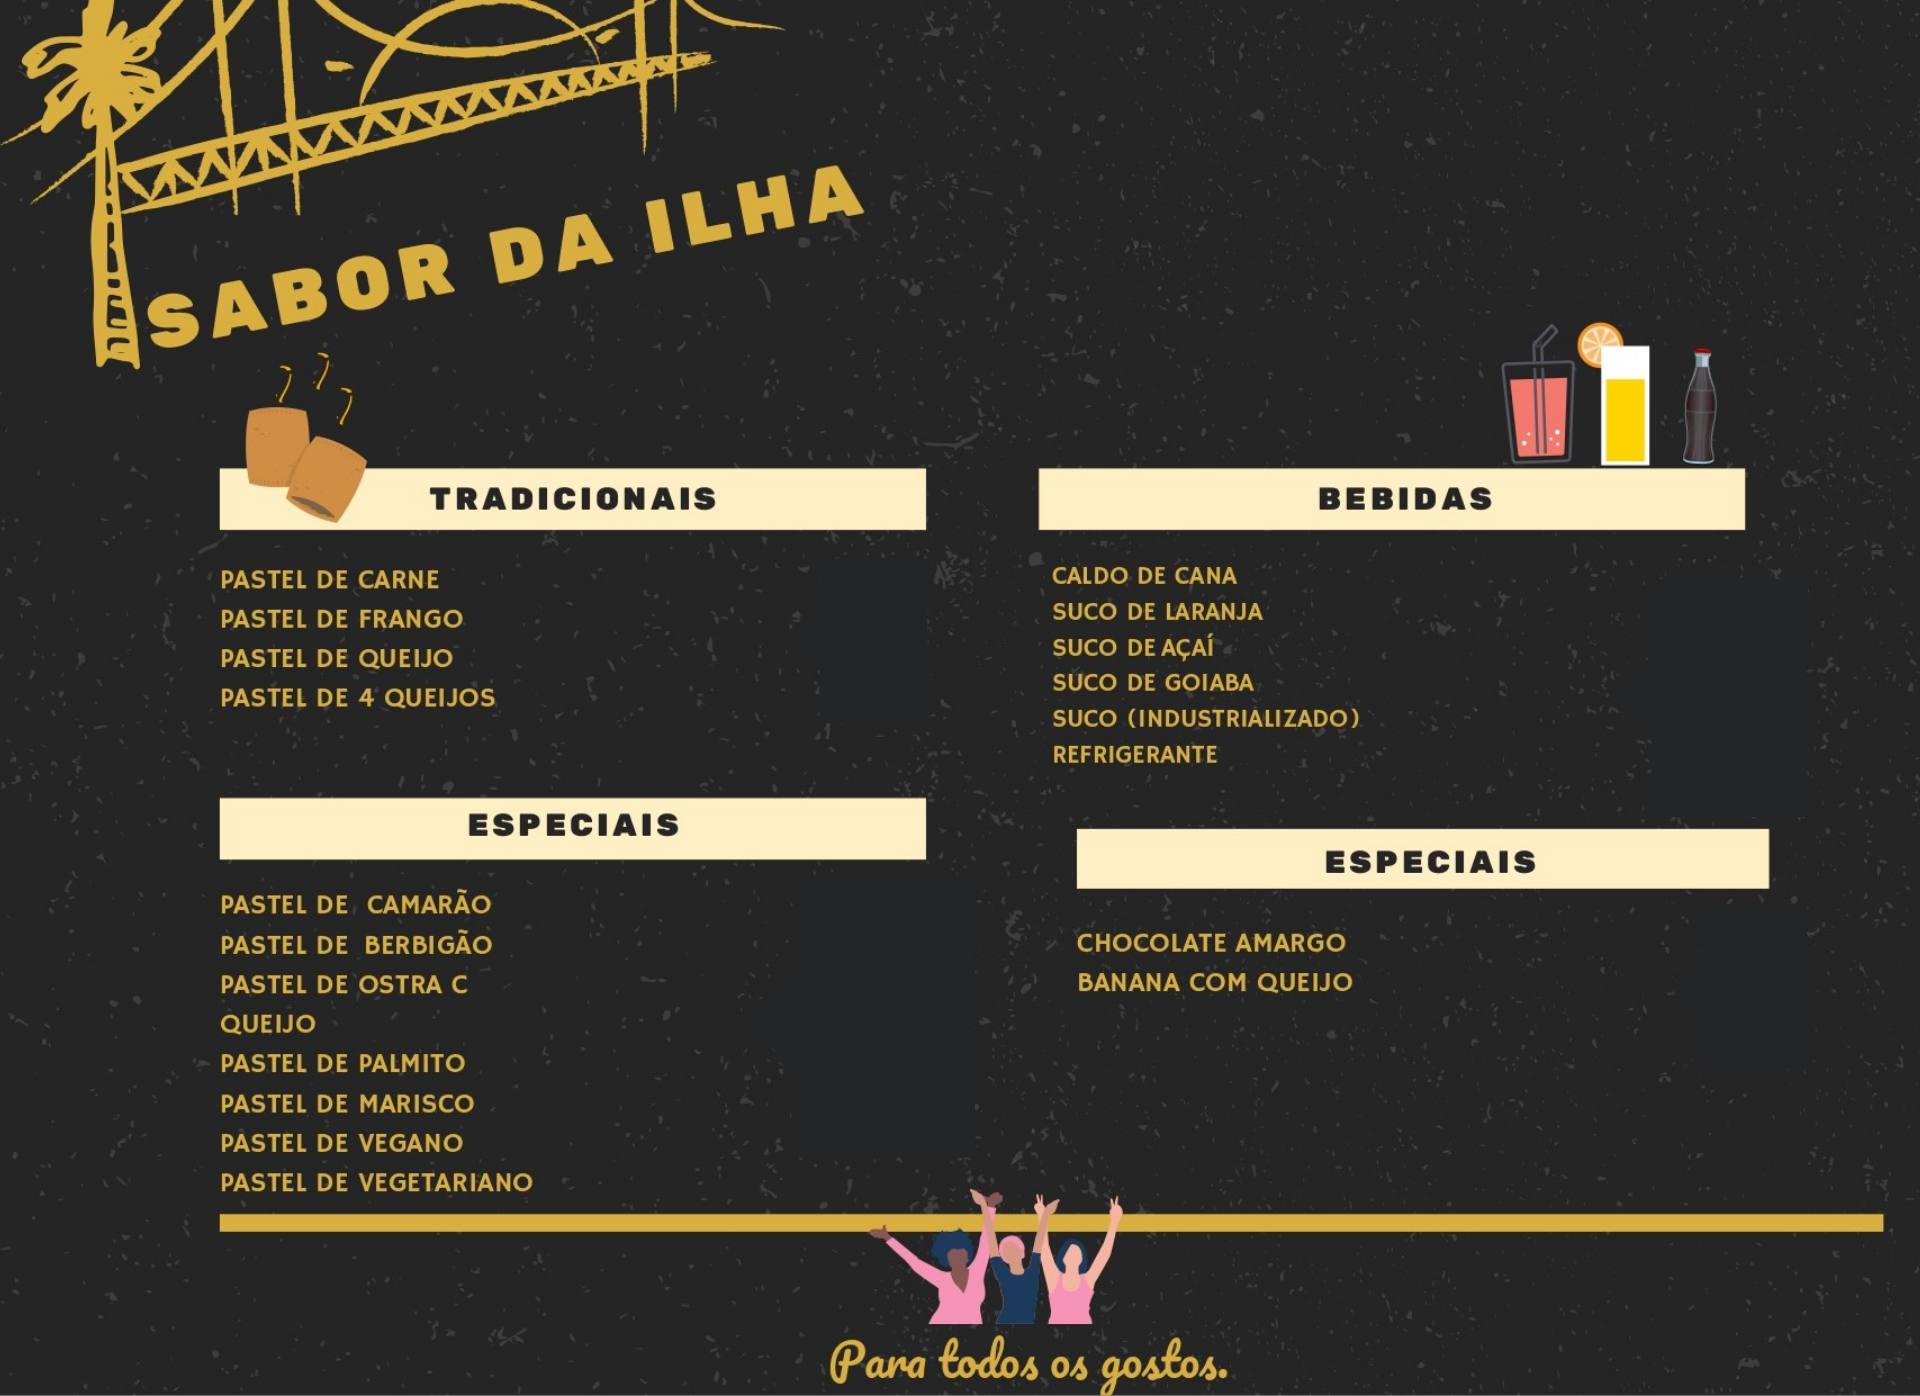 SABOR DA ILHA
TRADICIONAIS
PASTEL DE CARNE
PASTEL DE FRANGO
PASTEL DE QUEIJO
PASTEL DE 4 QUEIJOS
ESPECIAIS
PASTEL DE CAMARÃO
PASTEL DE BERBIGÃO
PASTEL DE OSTRA C
QUEIJO
PASTEL DE PALMITO
PASTEL DE MARISCO
PASTEL DE VEGANO
PASTEL DE VEGETARIANO
BEBIDAS
CALDO DE CANA
SUCO DE LARANJA
SUCO DE AÇAÍ
SUCO DE GOIABA
SUCO (INDUSTRIALIZADO)
REFRIGERANTE
ESPECIAIS
CHOCOLATE AMARGO
BANANA COM QUEIJO
Para todos os gostos.